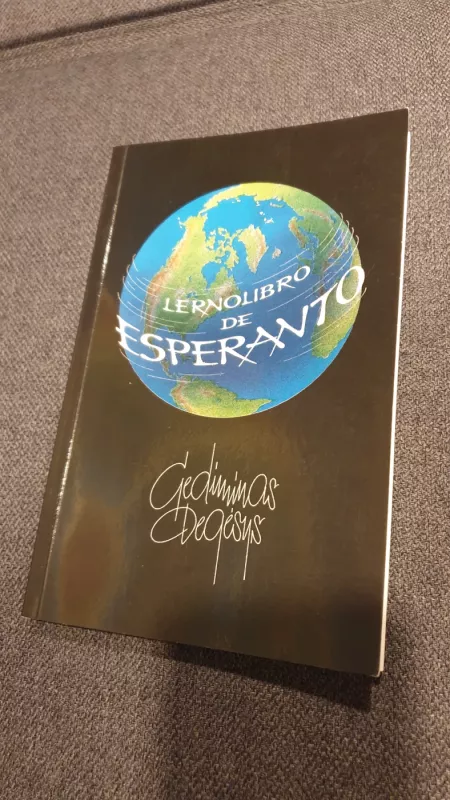 LERNOLIBRO
DE
ESPERANTO
Gediminas
Degėsys